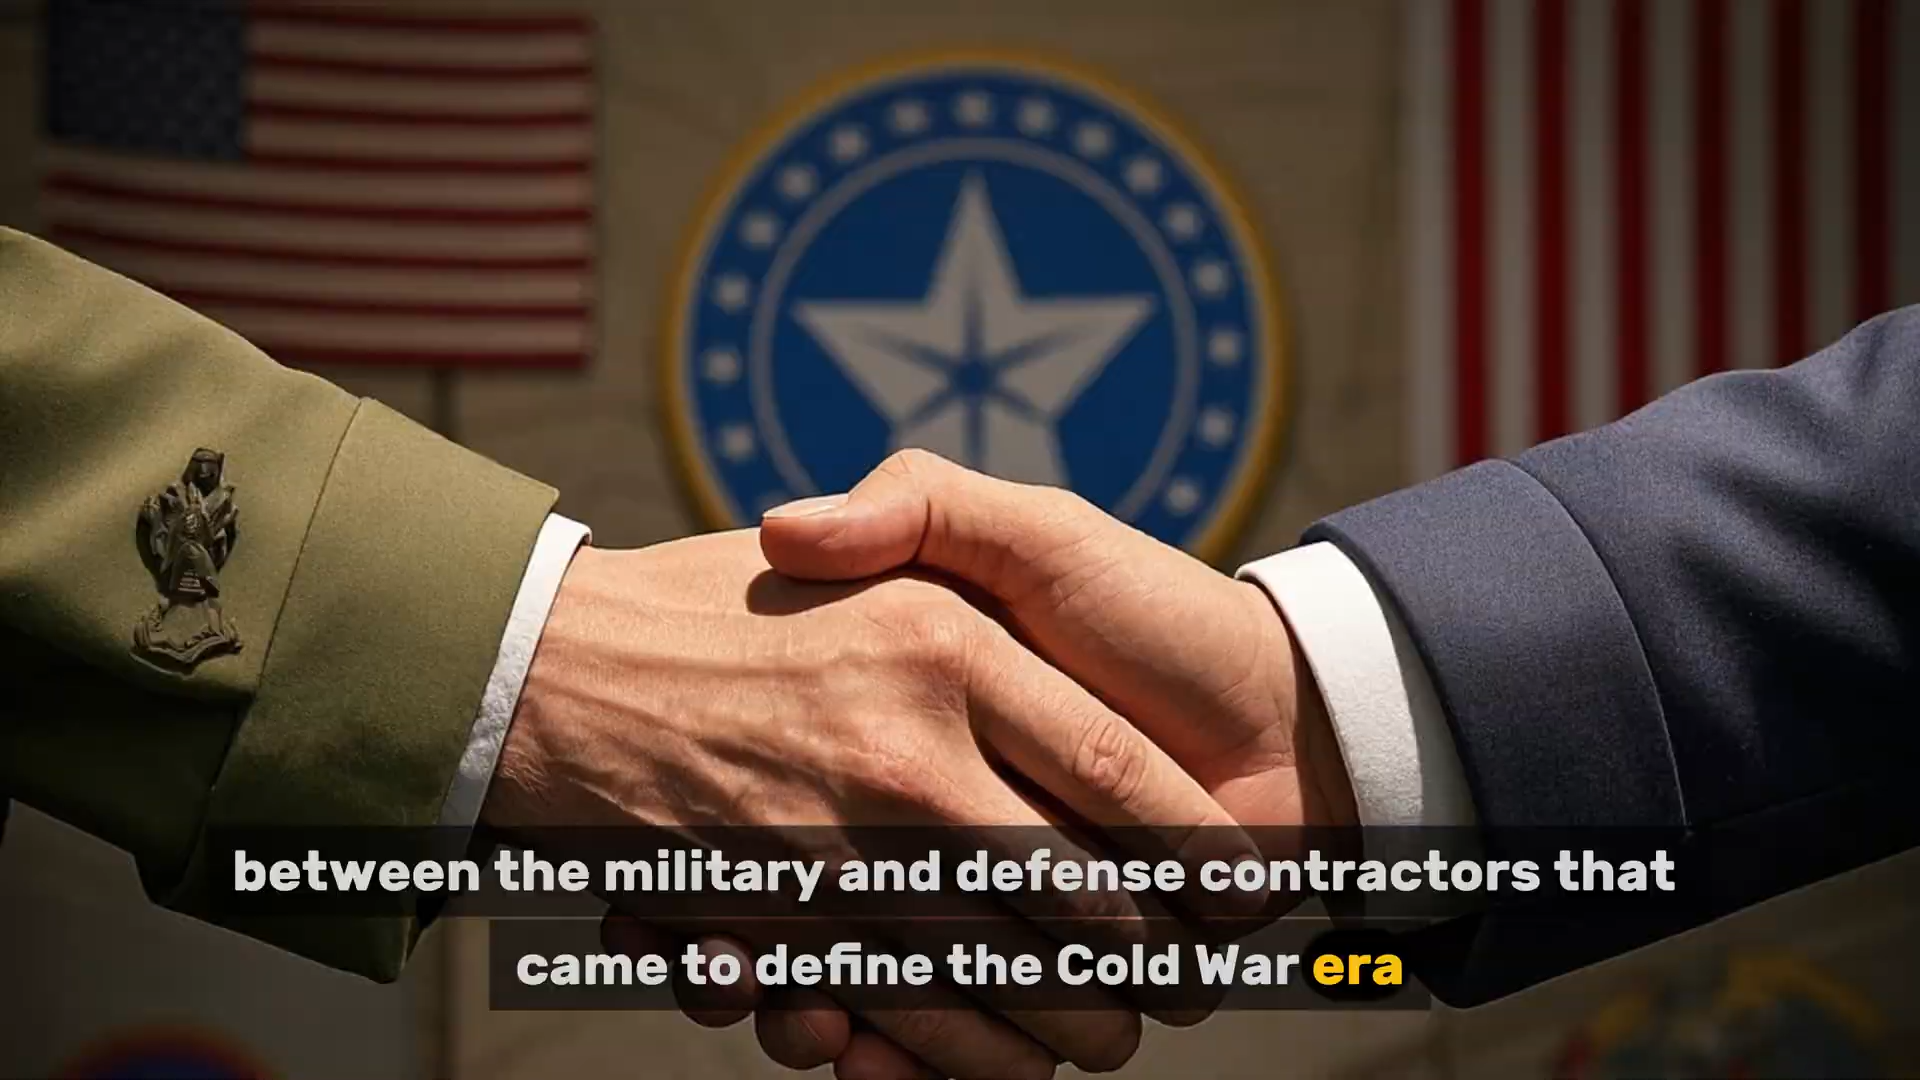 between the military and defense contractors that
came to define the Cold War era